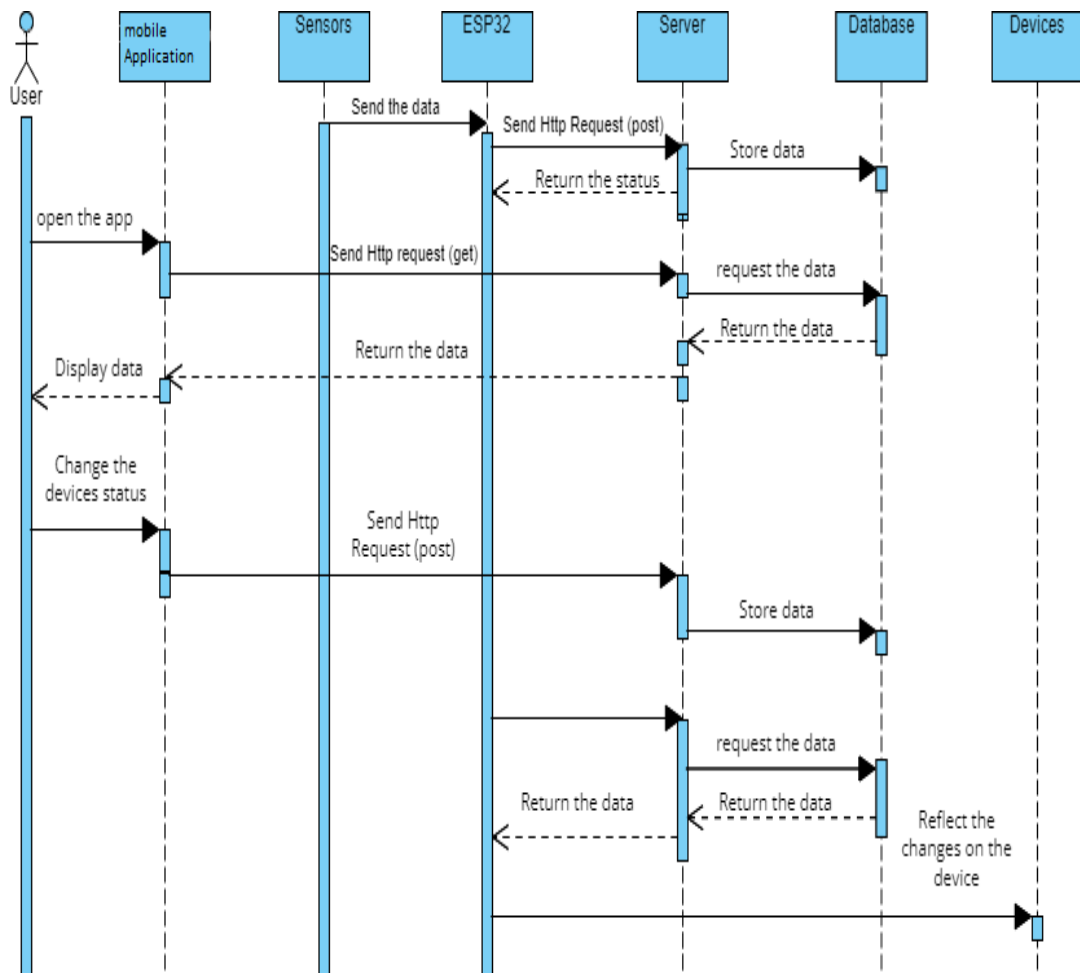 User
mobile
Application
Sensors
ESP32
Server
Database
Devices
Send the data
Send Http Request (post)
Store data
Return the status
open the app
Send Http request (get)
request the data
Return the data
Return the data
Display data
Change the
devices status
Send Http
Request (post)
Store data
request the data
Return the data
Return the data
Reflect the
changes on the
device